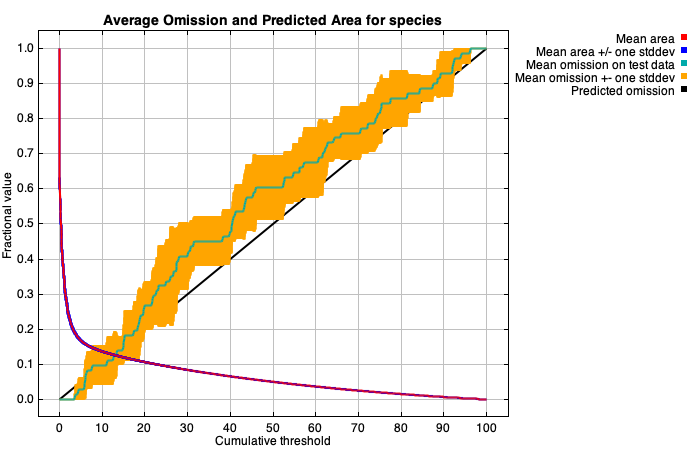 Average Omission and Predicted Area for species
Mean area
Mean area +/- one stddev
Mean omission on test data
Mean omission +- one stddev
Predicted omission
Fractional value
1.0
0.9
0.8
0.7
0.6
0.5
0.4
0.3
0.2
0.1
0.0
0 10 20 30 40 50 60 70 80 90 100
Cumulative threshold